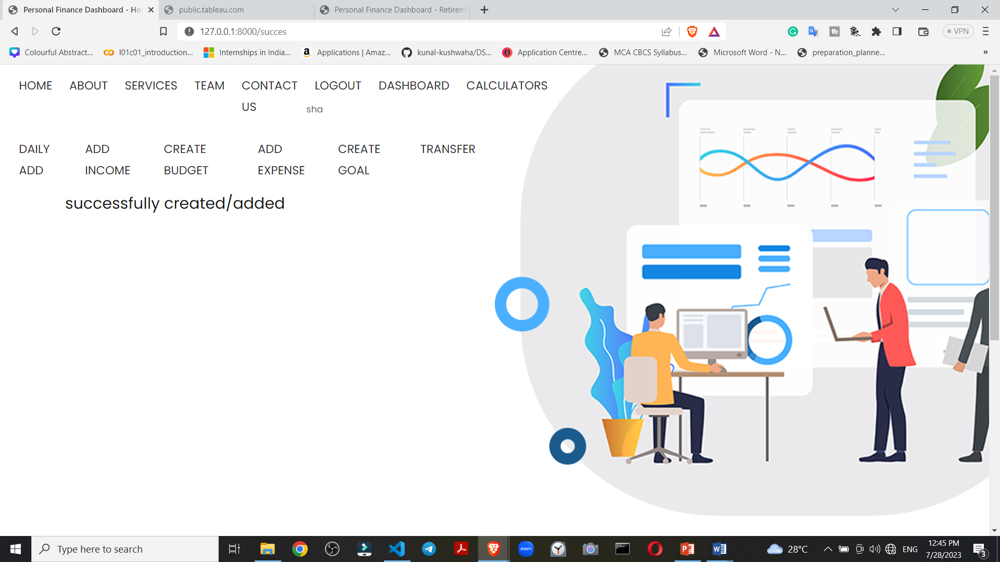 Personal Finance Dashboard - Ho
public.tableau.com
Personal Finance Dashboard - Retirem
127.0.0.1:8000/succes
VPN
Colourful Abstract...
l01c01_introduction...
Internships in India...
Applications | Amaz...
kunal-kushwaha/DS...
Application Centre...
MCA CBCS Syllabus...
Microsoft Word - N...
preparation_planne...
»
HOME
ABOUT
SERVICES
TEAM
CONTACT US
LOGOUT
DASHBOARD
CALCULATORS
sha
DAILY ADD
ADD INCOME
CREATE BUDGET
ADD EXPENSE
CREATE GOAL
TRANSFER
successfully created/added
Type here to search
zoom
28°C
ENG
12:45 PM
7/28/2023
3